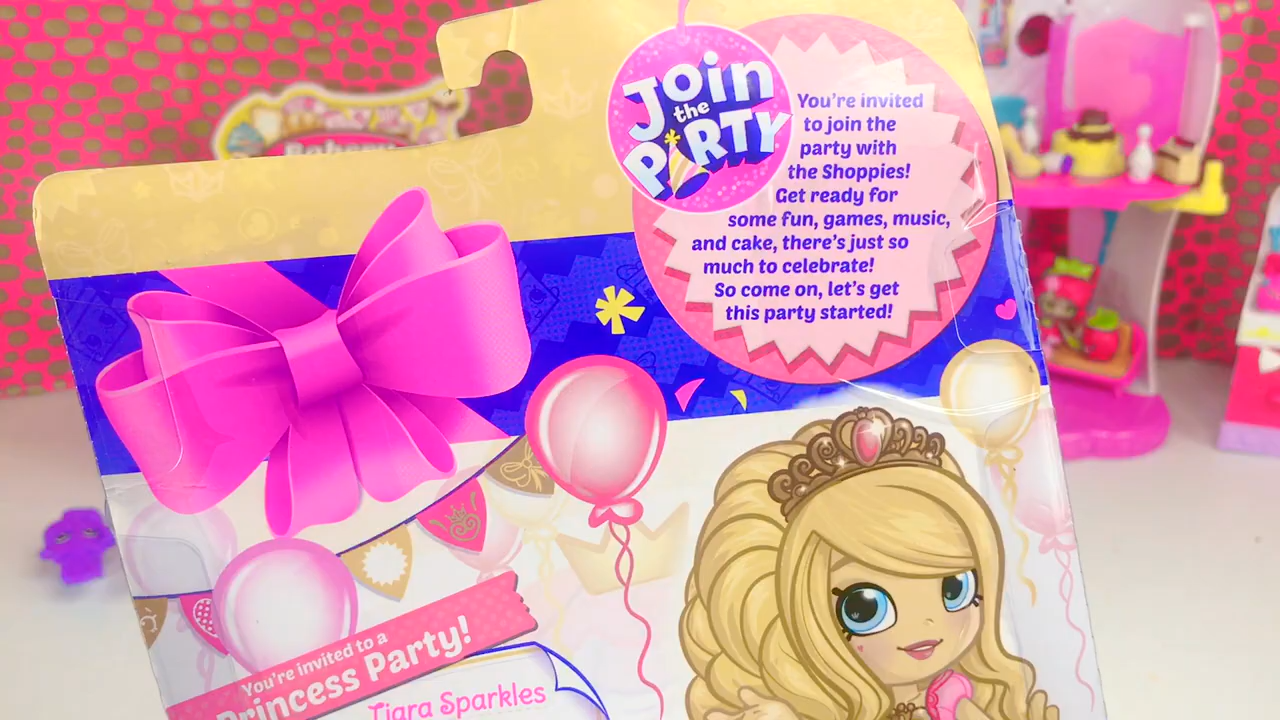 Bakery
Join
the
PARTY
You're invited
to join the
party with
the Shoppies!
Get ready for
some fun, games, music,
and cake, there's just so
much to celebrate!
So come on, let's get
this party started!
You're invited to a
Princess Party!
Tiara Sparkles